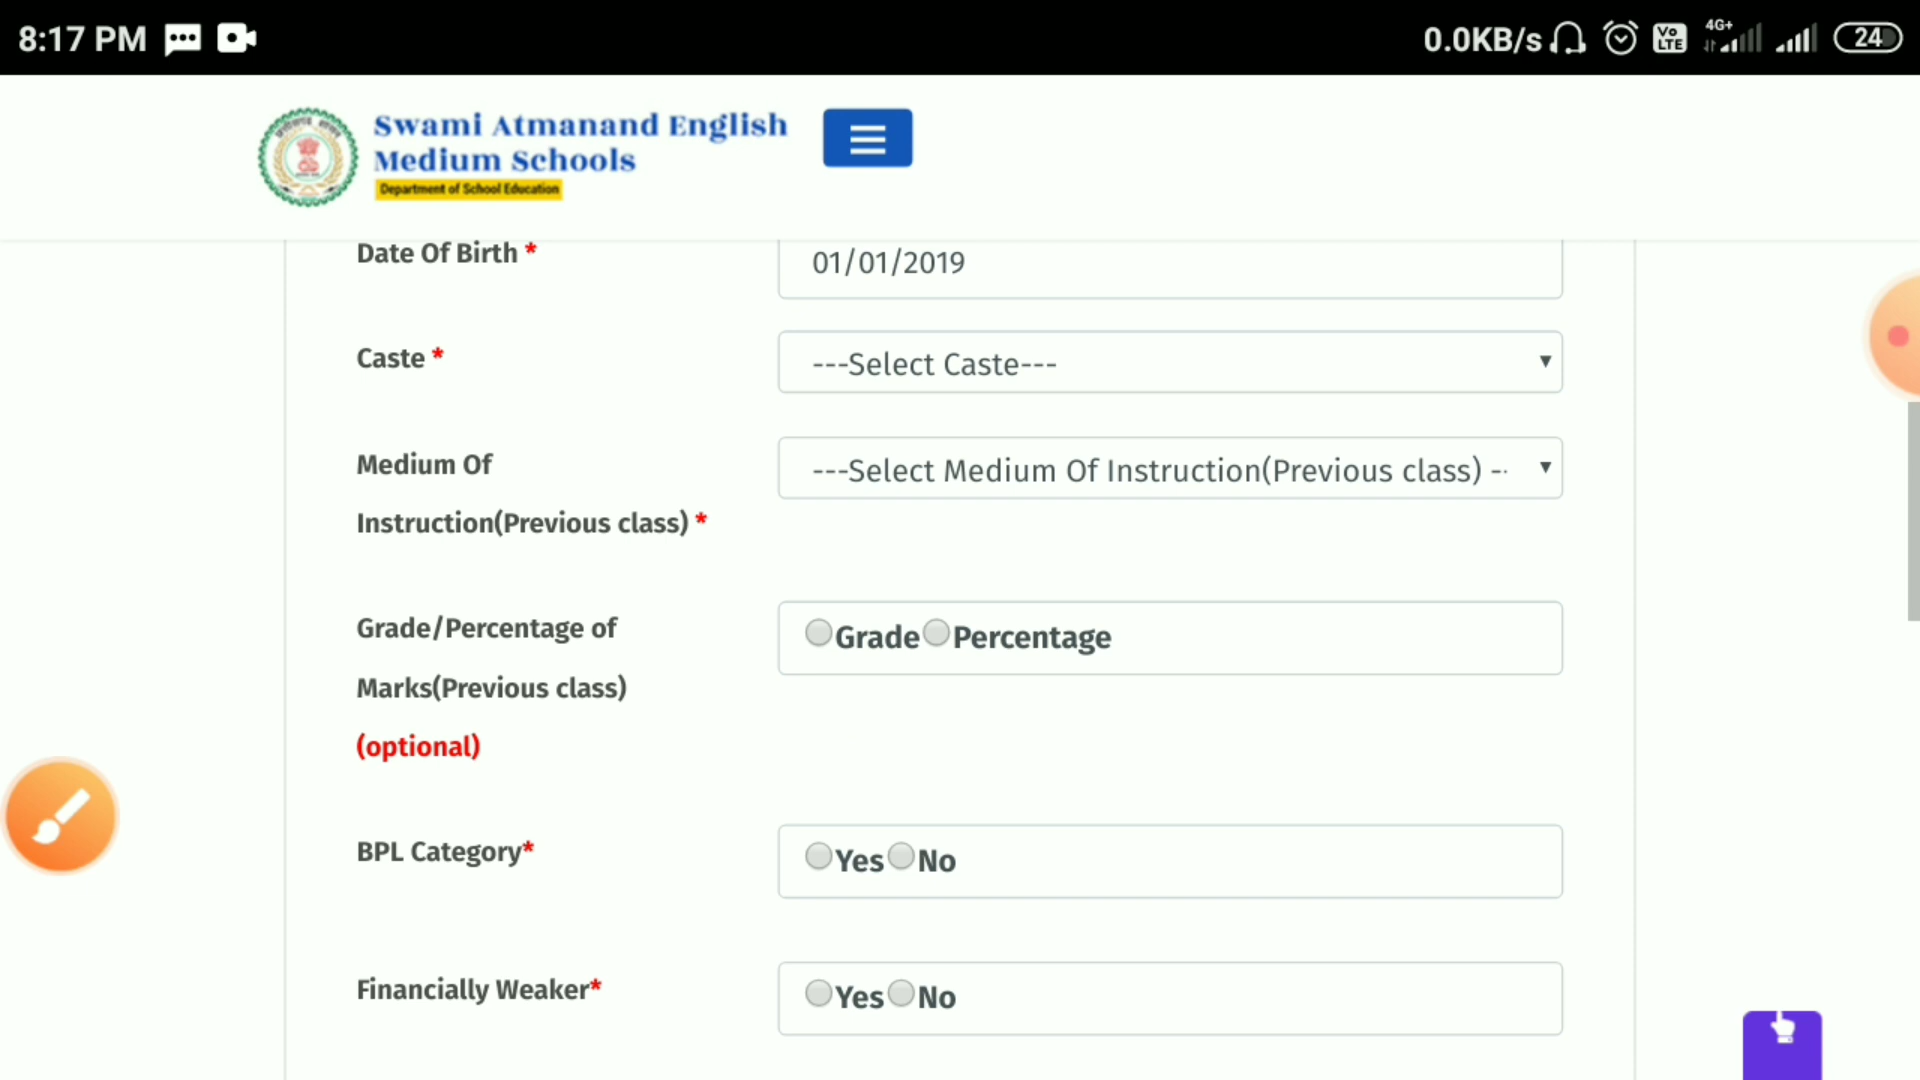 8:17 PM
0.0KB/s
Vo
LTE
4G+
24
Swami Atmanand English
Medium Schools
Department of School Education
Date Of Birth *
01/01/2019
Caste *
---Select Caste---
Medium Of
Instruction(Previous class) *
---Select Medium Of Instruction(Previous class) --
Grade/Percentage of
Marks(Previous class)
(optional)
Grade Percentage
BPL Category*
Yes No
Financially Weaker*
Yes No